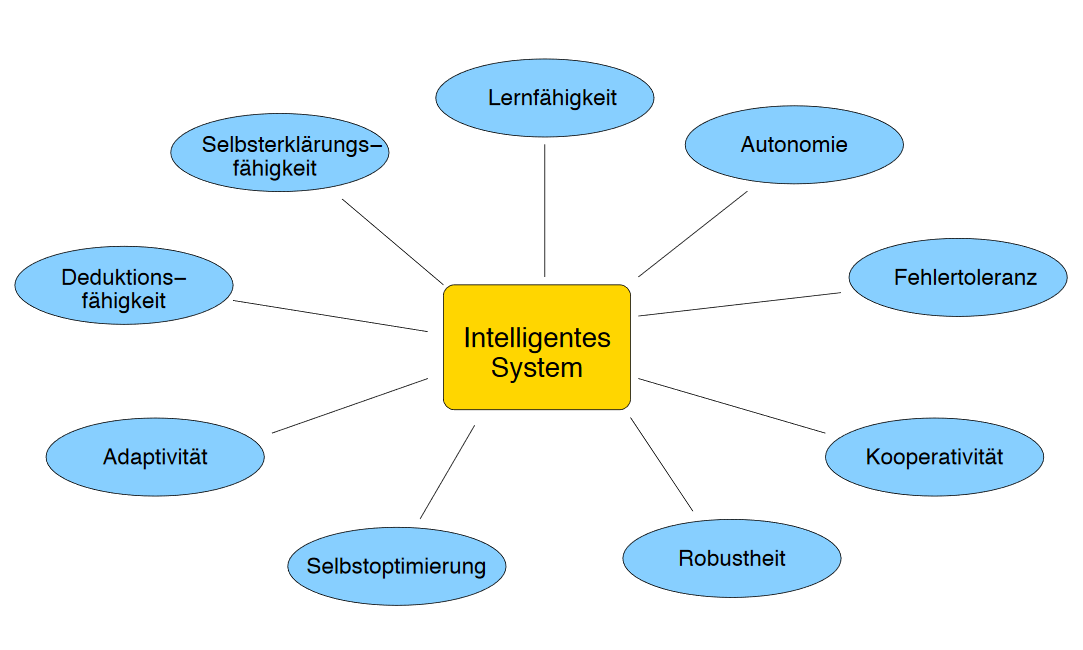 Lernfähigkeit
Autonomie
Selbsterklärungs–
fähigkeit
Deduktions–
fähigkeit
Fehlertoleranz
Intelligentes
System
Adaptivität
Kooperativität
Selbstoptimierung
Robustheit